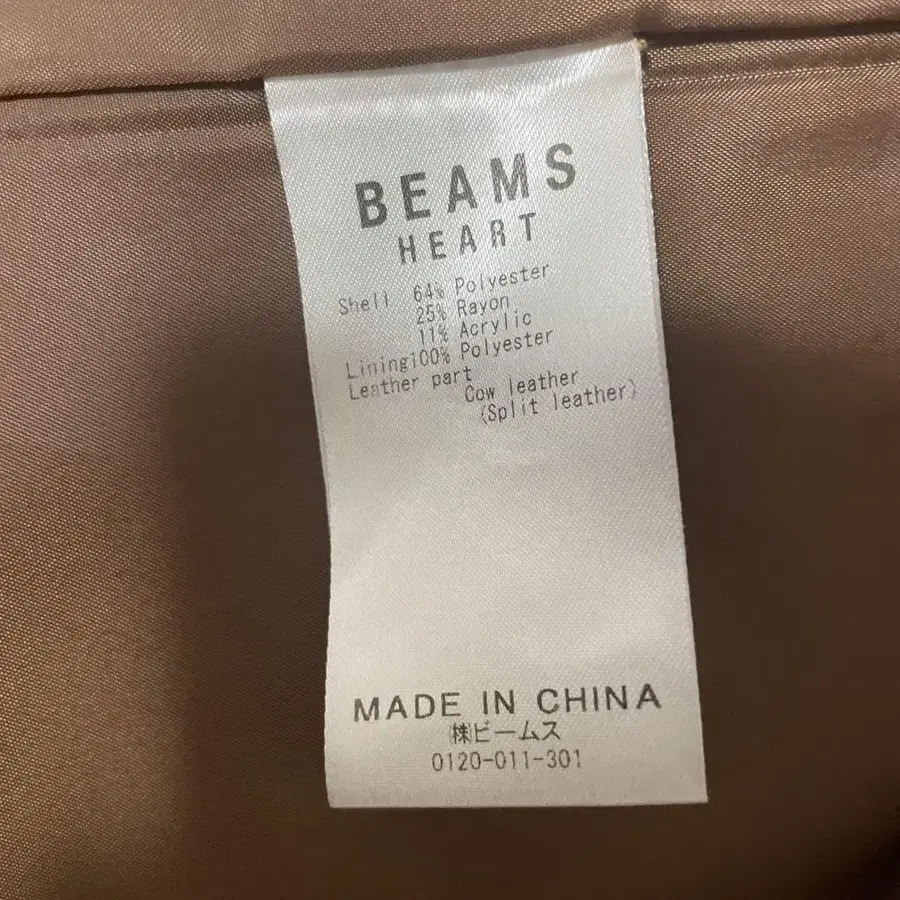 BEAMS
HEART
Shell 64% Polyester
25% Rayon
11% Acrylic
Lining100% Polyester
Leather part
Cow leather
(Split leather)
MADE IN CHINA
㈱ビームス
0120-011-301